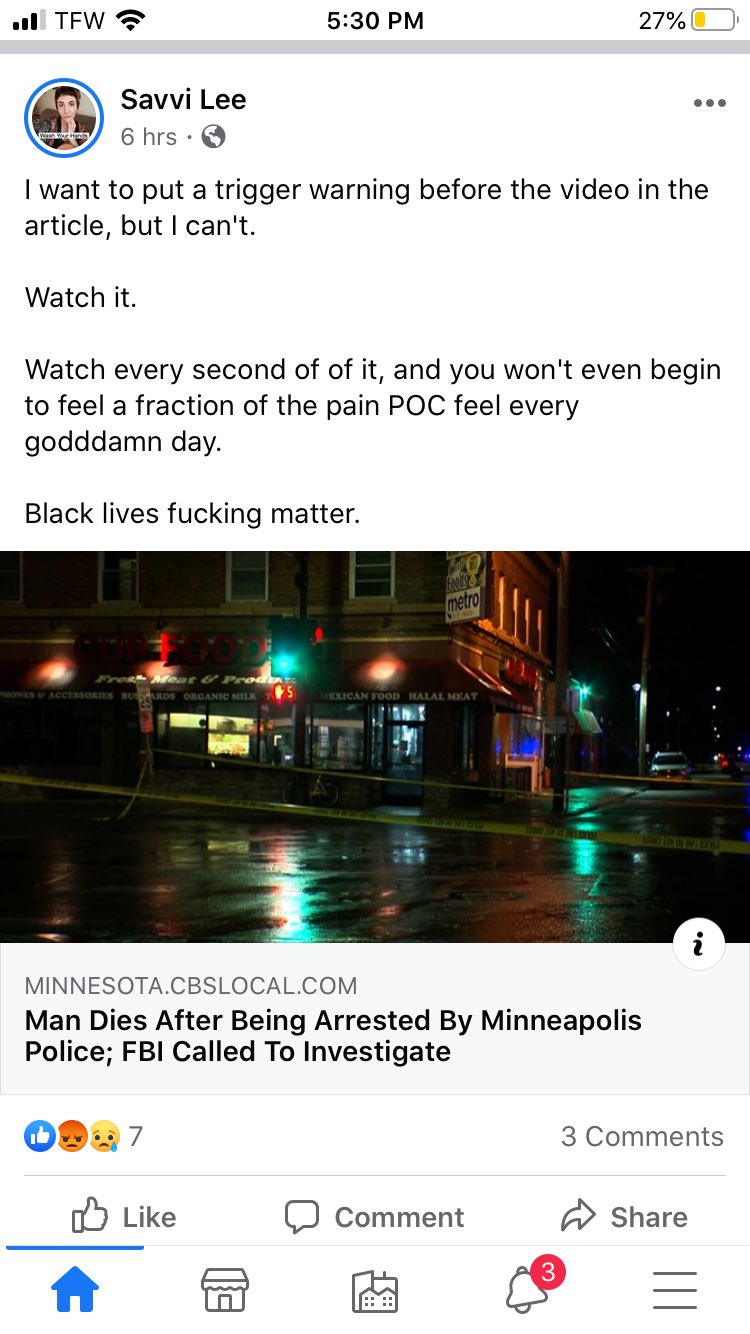 TFW
5:30 PM
27%
Savvi Lee
6 hrs ·
Wash Your Hands
I want to put a trigger warning before the video in the
article, but I can't.
Watch it.
Watch every second of of it, and you won't even begin
to feel a fraction of the pain POC feel every
godddamn day.
Black lives fucking matter.
Foods
metro
CUP FOOD
Fresh Meat & Produce
PHONES & ACCESSORIES
ORGANIC MILK
5
MEXICAN FOOD HALAL MEAT
i
MINNESOTA.CBSLOCAL.COM
Man Dies After Being Arrested By Minneapolis
Police; FBI Called To Investigate
7
3 Comments
Like
Comment
Share
3